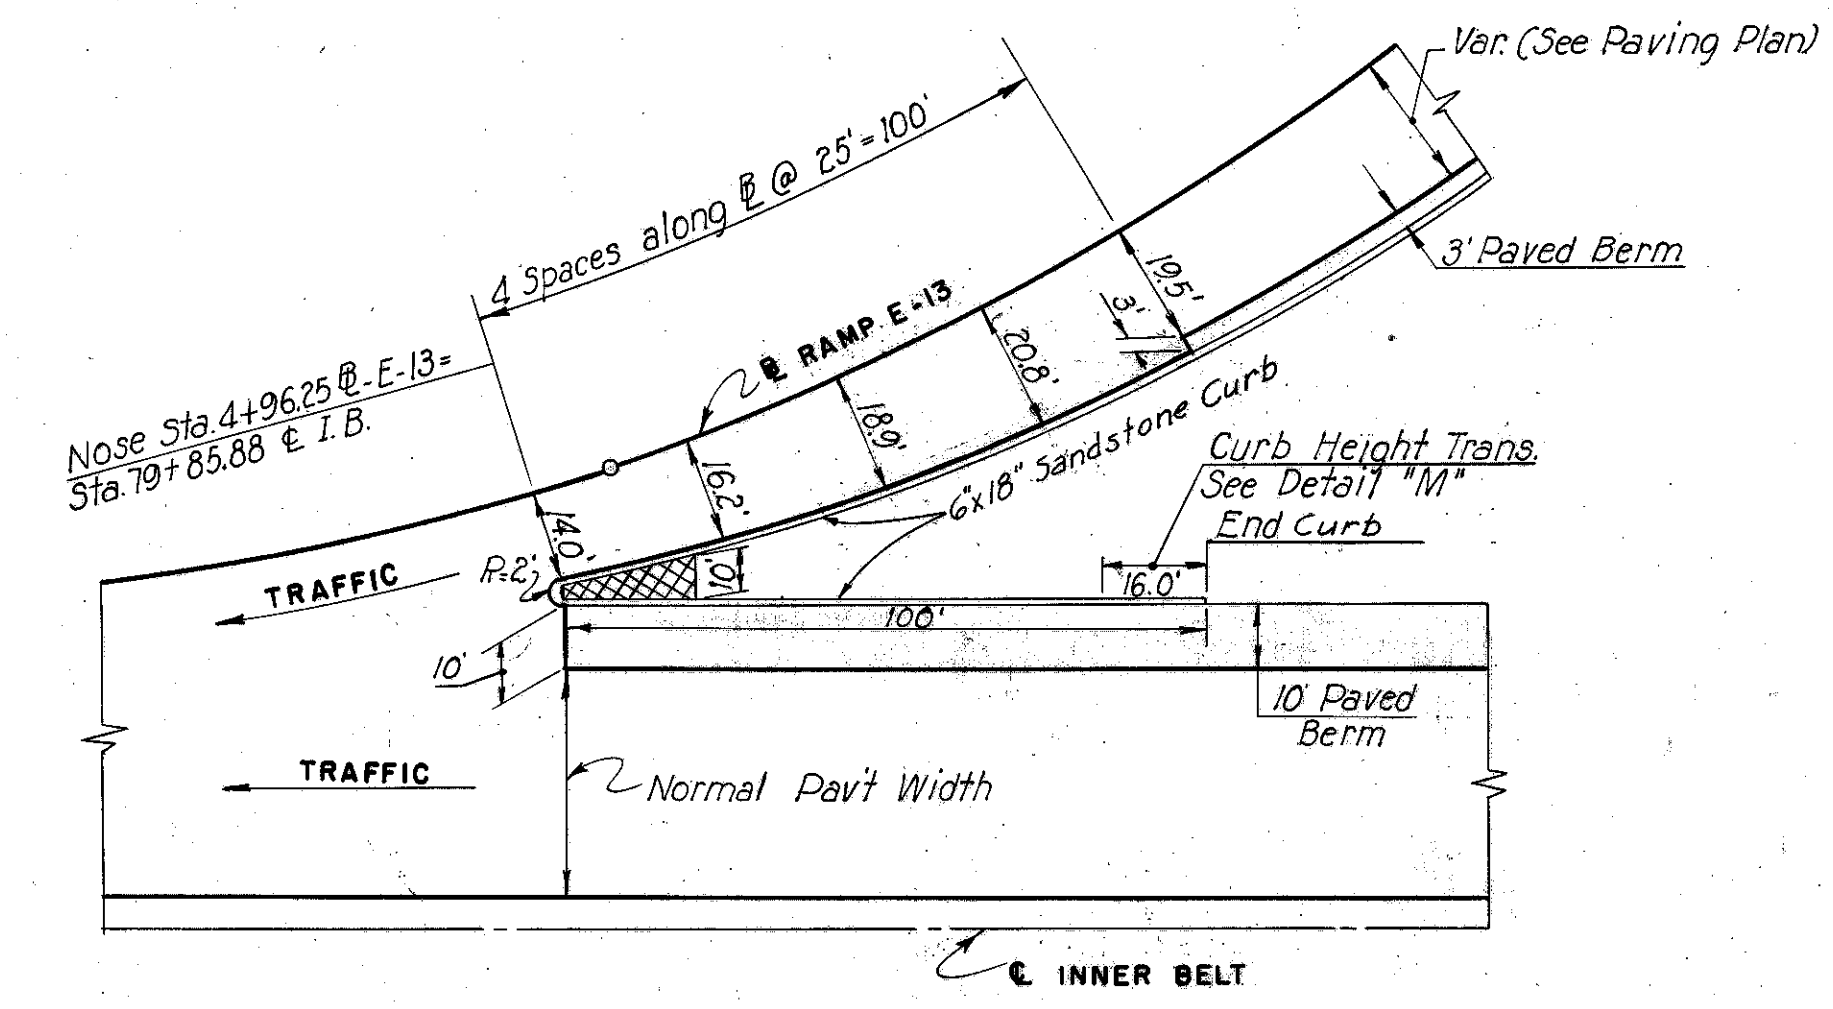 Var. (See Paving Plan)
4 Spaces along ℄ @ 25' = 100'
3' Paved Berm
19.5'
3'
℄ RAMP E-13
20.8'
Nose Sta. 4+96.25 ℄-E-13=
Sta. 79+85.88 ℄ I.B.
18.9'
6"x18" Sandstone Curb
16.2'
Curb Height Trans.
See Detail "M"
End Curb
14.0'
R=2'
TRAFFIC
10'
16.0'
100'
10'
10' Paved
Berm
TRAFFIC
Normal Pav't Width
℄ INNER BELT